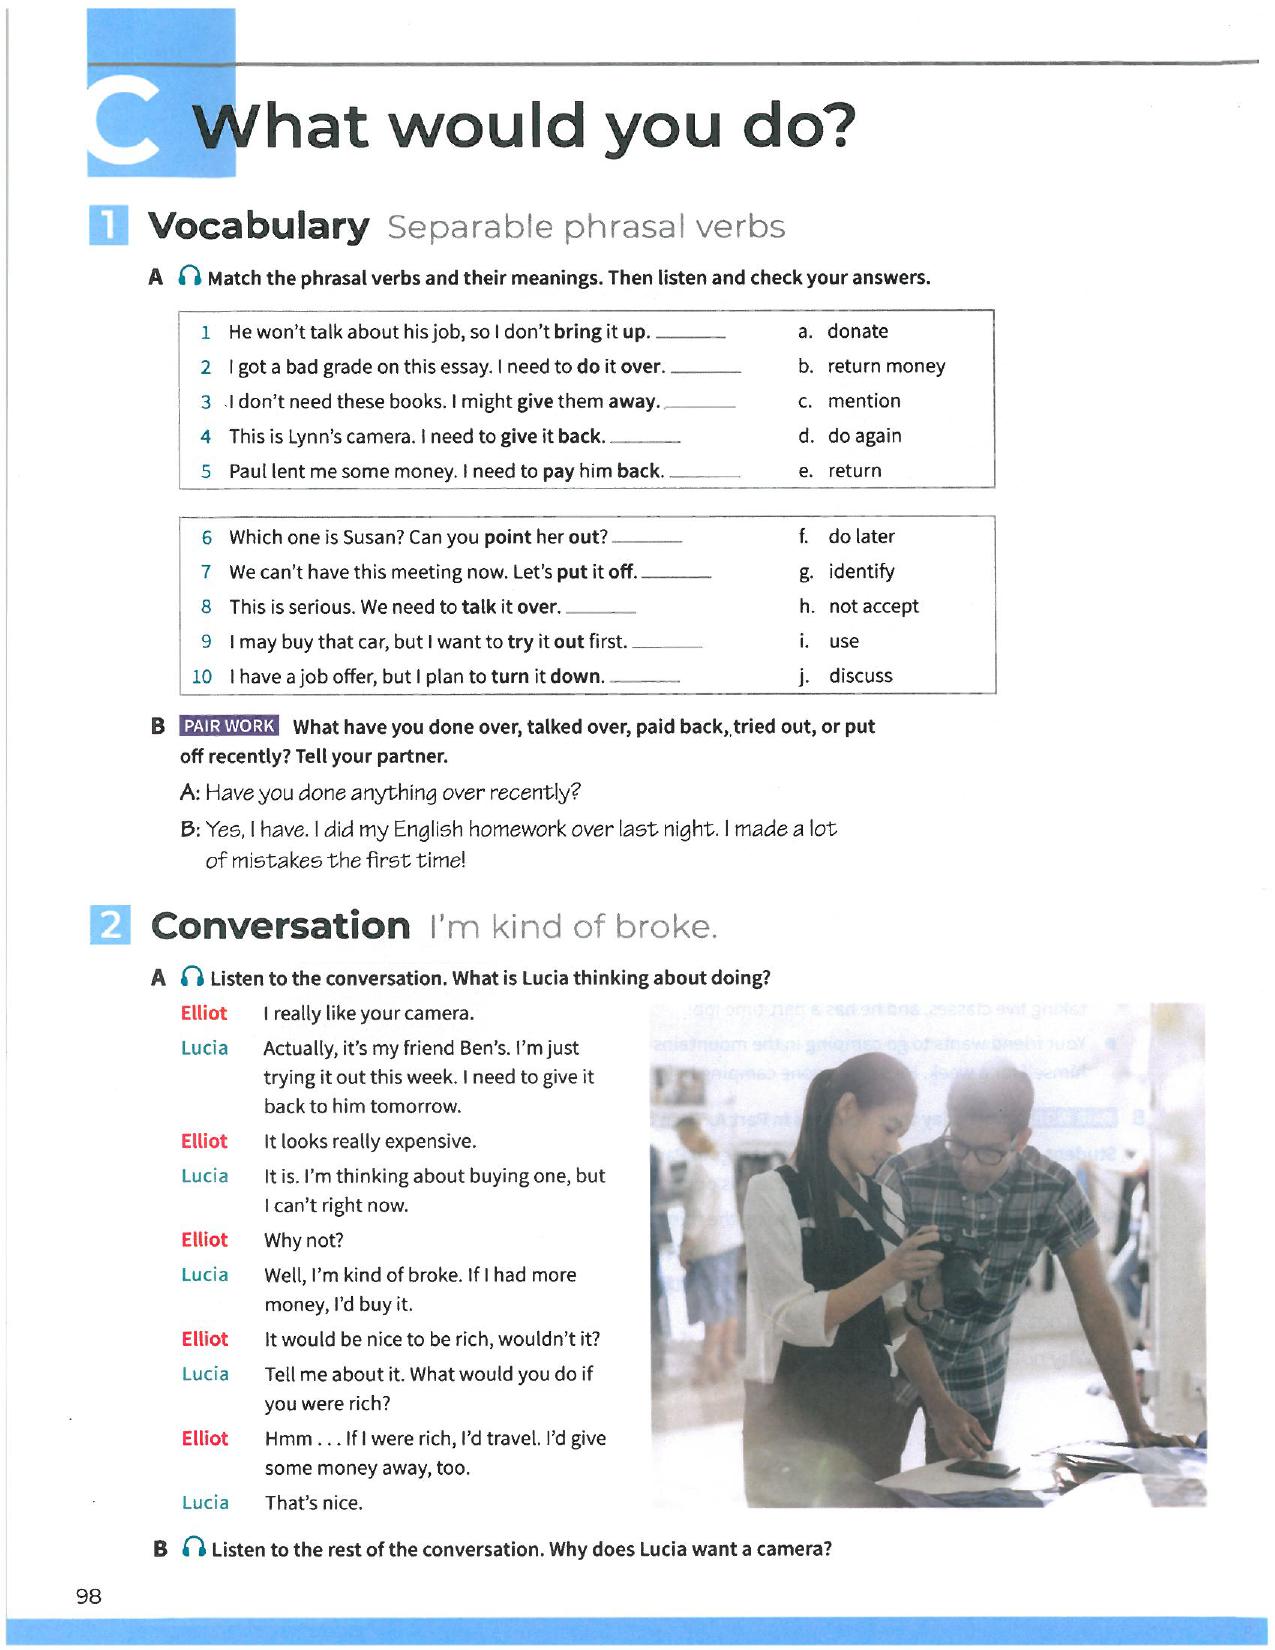 C What would you do?
1 Vocabulary Separable phrasal verbs
A Match the phrasal verbs and their meanings. Then listen and check your answers.
1 He won't talk about his job, so I don't bring it up. ______ a. donate
2 I got a bad grade on this essay. I need to do it over. ______ b. return money
3 I don't need these books. I might give them away. ______ c. mention
4 This is Lynn's camera. I need to give it back. ______ d. do again
5 Paul lent me some money. I need to pay him back. ______ e. return
6 Which one is Susan? Can you point her out? ______ f. do later
7 We can't have this meeting now. Let's put it off. ______ g. identify
8 This is serious. We need to talk it over. ______ h. not accept
9 I may buy that car, but I want to try it out first. ______ i. use
10 I have a job offer, but I plan to turn it down. ______ j. discuss
B PAIR WORK What have you done over, talked over, paid back, tried out, or put
off recently? Tell your partner.
A: Have you done anything over recently?
B: Yes, I have. I did my English homework over last night. I made a lot
of mistakes the first time!
2 Conversation I'm kind of broke.
A Listen to the conversation. What is Lucia thinking about doing?
Elliot I really like your camera.
Lucia Actually, it's my friend Ben's. I'm just
trying it out this week. I need to give it
back to him tomorrow.
Elliot It looks really expensive.
Lucia It is. I'm thinking about buying one, but
I can't right now.
Elliot Why not?
Lucia Well, I'm kind of broke. If I had more
money, I'd buy it.
Elliot It would be nice to be rich, wouldn't it?
Lucia Tell me about it. What would you do if
you were rich?
Elliot Hmm . . . If I were rich, I'd travel. I'd give
some money away, too.
Lucia That's nice.
B Listen to the rest of the conversation. Why does Lucia want a camera?
98